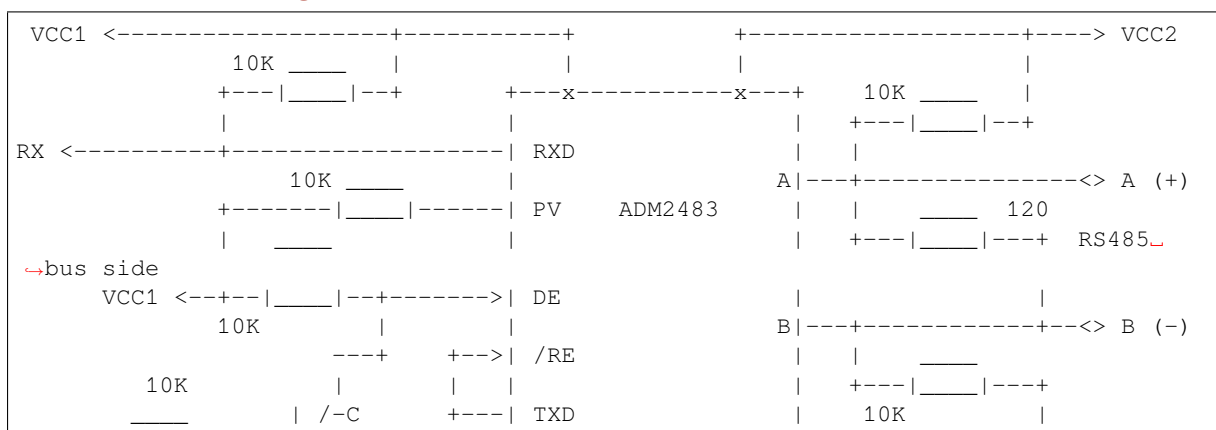 VCC1 <--------------------+-----------+             +--------------------+----> VCC2
               10K ____   |            |            |                    |
              +---|____|--+       +---x------------x---+    10K ____   |
              |                   |                    |   +---|____|--+
RX <----------+-------------------| RXD                |   |
                   10K ____       |                   A|---+---------------<> A (+)
              +-------|____|------| PV    ADM2483      |   |    ____  120
              |   ____            |                    |   +---|____|---+  RS485␣
↪bus side
      VCC1 <--+--|____|--+------->| DE                 |                |
              10K        |        |                   B|---+------------+--<> B (-)
                      ---+    +-->| /RE                |   |    ____
         10K          |       |   |                    |   +---|____|---+
        ____       | /-C      +---| TXD                |    10K         |